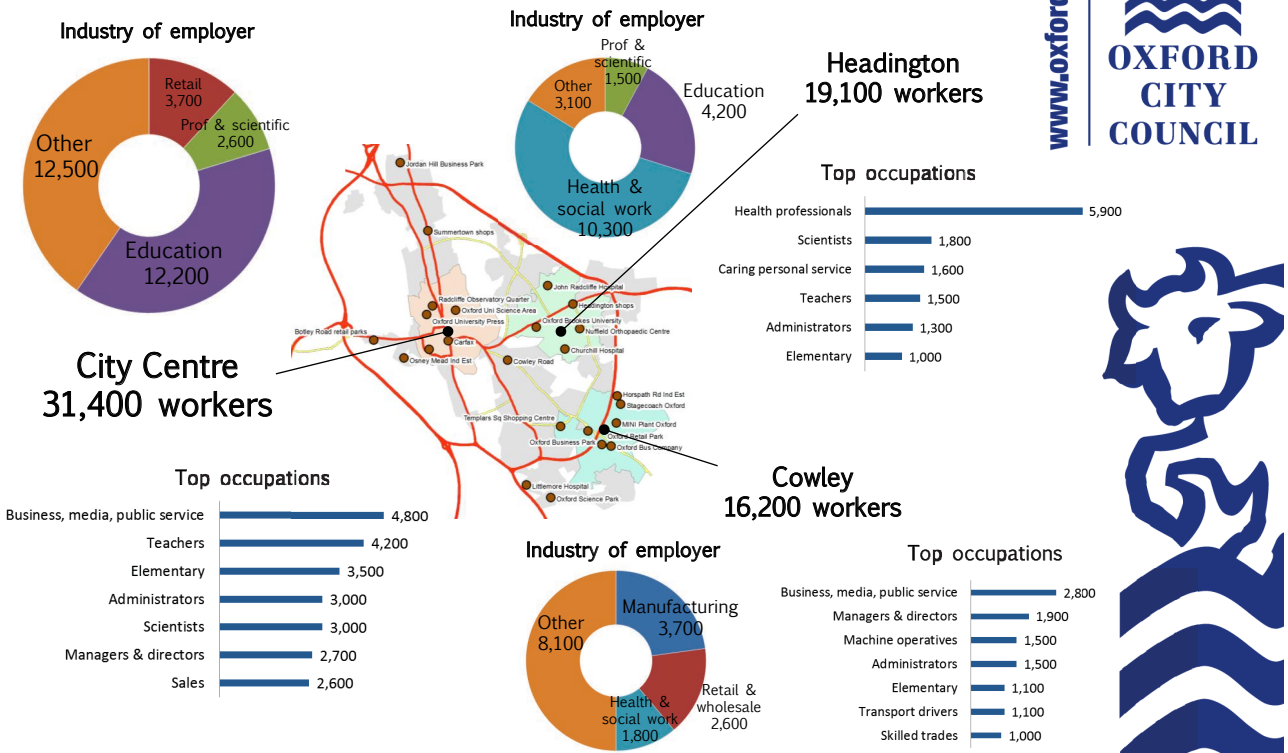 Industry of employer
Retail
3,700
Prof & scientific
2,600
Other
12,500
Education
12,200
City Centre
31,400 workers
Top occupations
Business, media, public service 4,800
Teachers 4,200
Elementary 3,500
Administrators 3,000
Scientists 3,000
Managers & directors 2,700
Sales 2,600
Industry of employer
Prof &
scientific
1,500
Other
3,100
Education
4,200
Health &
social work
10,300
Headington
19,100 workers
Top occupations
Health professionals 5,900
Scientists 1,800
Caring personal service 1,600
Teachers 1,500
Administrators 1,300
Elementary 1,000
Jordan Hill Business Park
Summertown shops
John Radcliffe Hospital
Radcliffe Observatory Quarter
Headington shops
Oxford Uni Science Area
Oxford University Press
Oxford Brookes University
Nuffield Orthopaedic Centre
Botley Road retail parks
Carfax
Churchill Hospital
Osney Mead Ind Est
Cowley Road
Horspath Rd Ind Est
Stagecoach Oxford
Templars Sq Shopping Centre
MINI Plant Oxford
Oxford Retail Park
Oxford Business Park
Oxford Bus Company
Littlemore Hospital
Oxford Science Park
Cowley
16,200 workers
Industry of employer
Manufacturing
3,700
Other
8,100
Retail &
wholesale
2,600
Health &
social work
1,800
Top occupations
Business, media, public service 2,800
Managers & directors 1,900
Machine operatives 1,500
Administrators 1,500
Elementary 1,100
Transport drivers 1,100
Skilled trades 1,000
www.oxford
OXFORD
CITY
COUNCIL